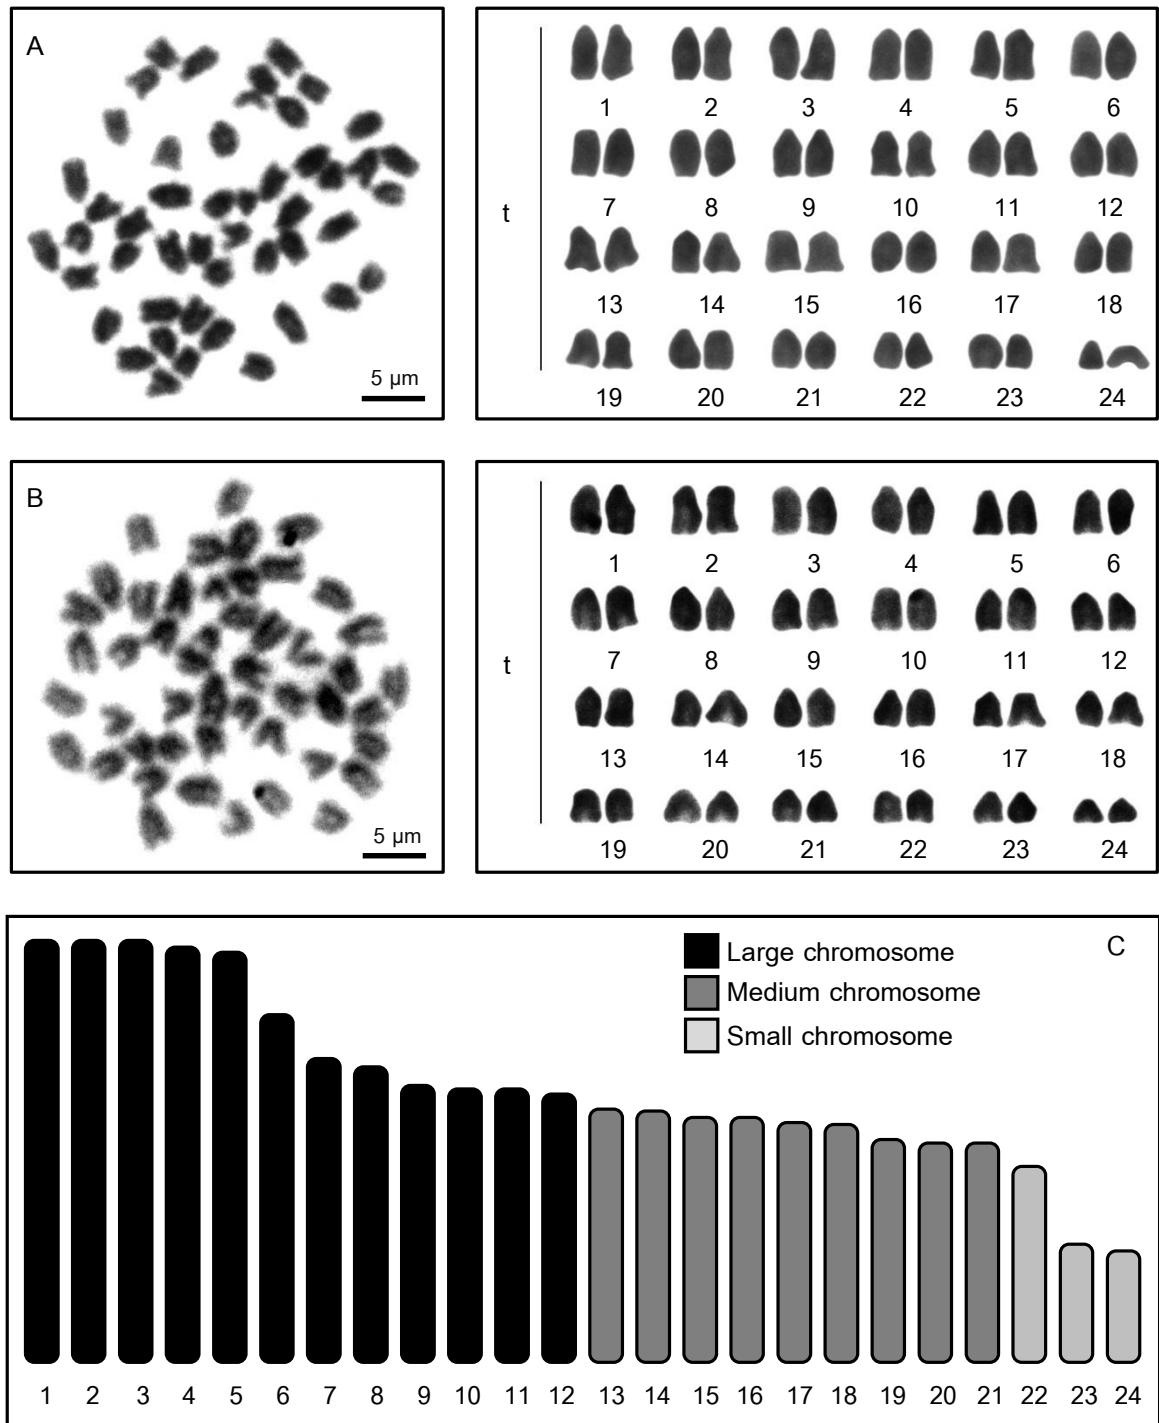 A
5 µm
t
1 2 3 4 5 6
7 8 9 10 11 12
13 14 15 16 17 18
19 20 21 22 23 24
B
5 µm
t
1 2 3 4 5 6
7 8 9 10 11 12
13 14 15 16 17 18
19 20 21 22 23 24
C
Large chromosome
Medium chromosome
Small chromosome
1 2 3 4 5 6 7 8 9 10 11 12 13 14 15 16 17 18 19 20 21 22 23 24